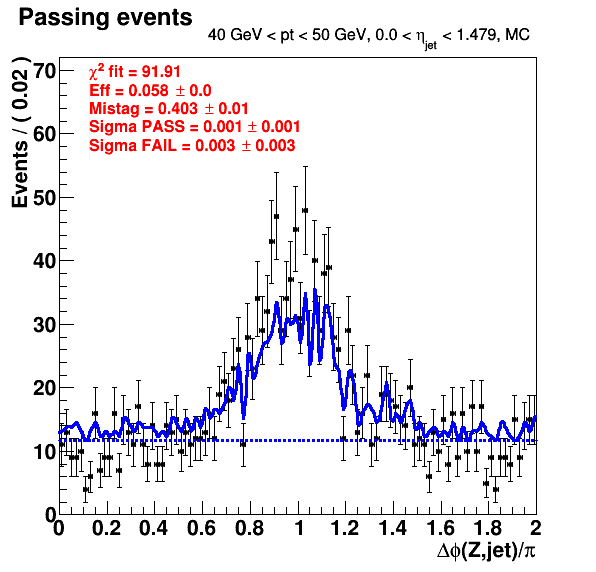 Passing events
40 GeV < pt < 50 GeV, 0.0 < η_jet < 1.479, MC
χ² fit = 91.91
Eff = 0.058 ± 0.0
Mistag = 0.403 ± 0.01
Sigma PASS = 0.001 ± 0.001
Sigma FAIL = 0.003 ± 0.003
Events / ( 0.02 )
70
60
50
40
30
20
10
0
0 0.2 0.4 0.6 0.8 1 1.2 1.4 1.6 1.8 2
Δϕ(Z,jet)/π